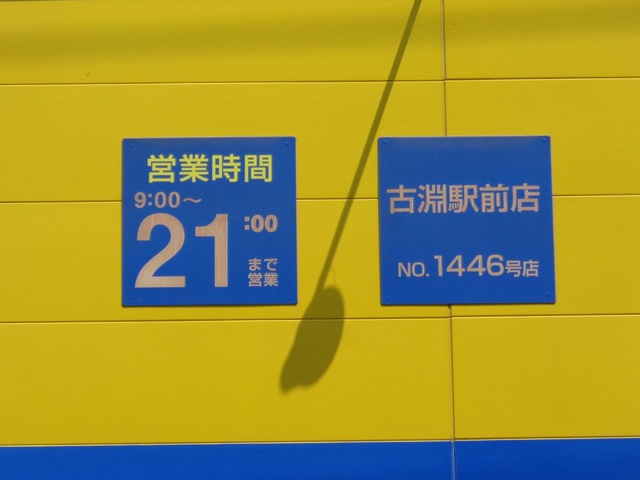 営業時間
9:00〜
21:00
まで
営業
古淵駅前店
NO.1446号店